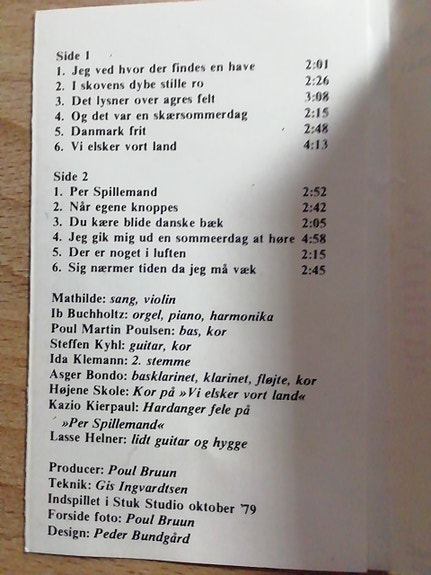 Side 1
1. Jeg ved hvor der findes en have 2:01
2. I skovens dybe stille ro 2:26
3. Det lysner over agres felt 3:08
4. Og det var en skærsommerdag 2:15
5. Danmark frit 2:48
6. Vi elsker vort land 4:13
Side 2
1. Per Spillemand 2:52
2. Når egene knoppes 2:42
3. Du kære blide danske bæk 2:05
4. Jeg gik mig ud en sommeerdag at høre 4:58
5. Der er noget i luften 2:15
6. Sig nærmer tiden da jeg må væk 2:45
Mathilde: sang, violin
Ib Buchholtz: orgel, piano, harmonika
Poul Martin Poulsen: bas, kor
Steffen Kyhl: guitar, kor
Ida Klemann: 2. stemme
Asger Bondo: basklarinet, klarinet, fløjte, kor
Højene Skole: Kor på »Vi elsker vort land«
Kazio Kierpaul: Hardanger fele på
»Per Spillemand«
Lasse Helner: lidt guitar og hygge
Producer: Poul Bruun
Teknik: Gis Ingvardtsen
Indspillet i Stuk Studio oktober '79
Forside foto: Poul Bruun
Design: Peder Bundgård